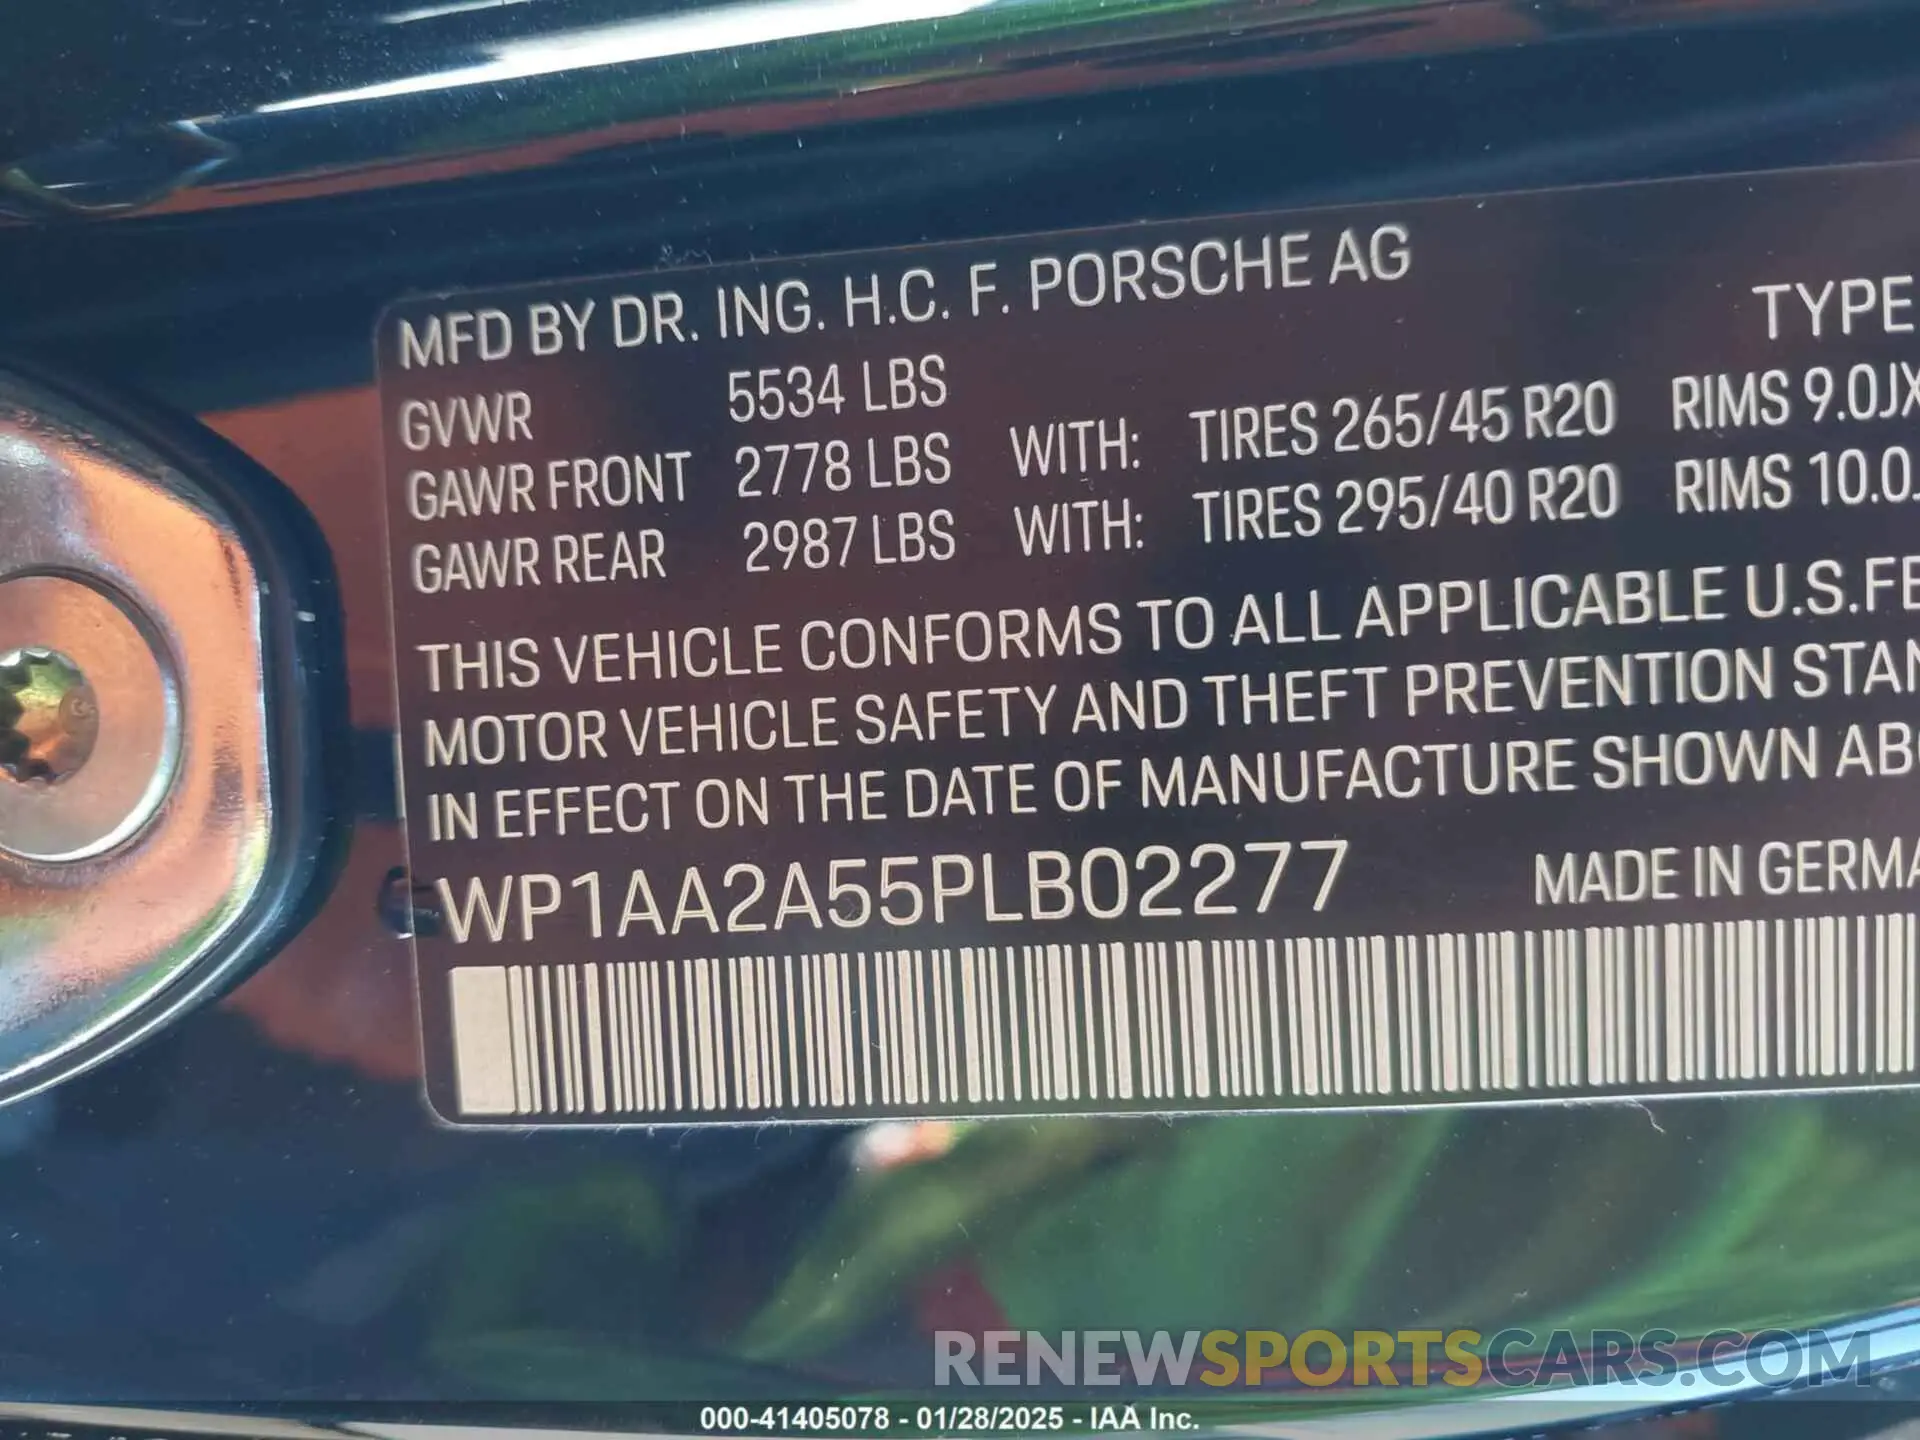 MFD BY DR. ING. H.C. F. PORSCHE AG
TYPE
GVWR 5534 LBS
GAWR FRONT 2778 LBS WITH: TIRES 265/45 R20 RIMS 9.0JX
GAWR REAR 2987 LBS WITH: TIRES 295/40 R20 RIMS 10.0J
THIS VEHICLE CONFORMS TO ALL APPLICABLE U.S.FE
MOTOR VEHICLE SAFETY AND THEFT PREVENTION STAN
IN EFFECT ON THE DATE OF MANUFACTURE SHOWN ABO
WP1AA2A55PLB02277 MADE IN GERMA
RENEWSPORTSCARS.COM
000-41405078 - 01/28/2025 - IAA Inc.